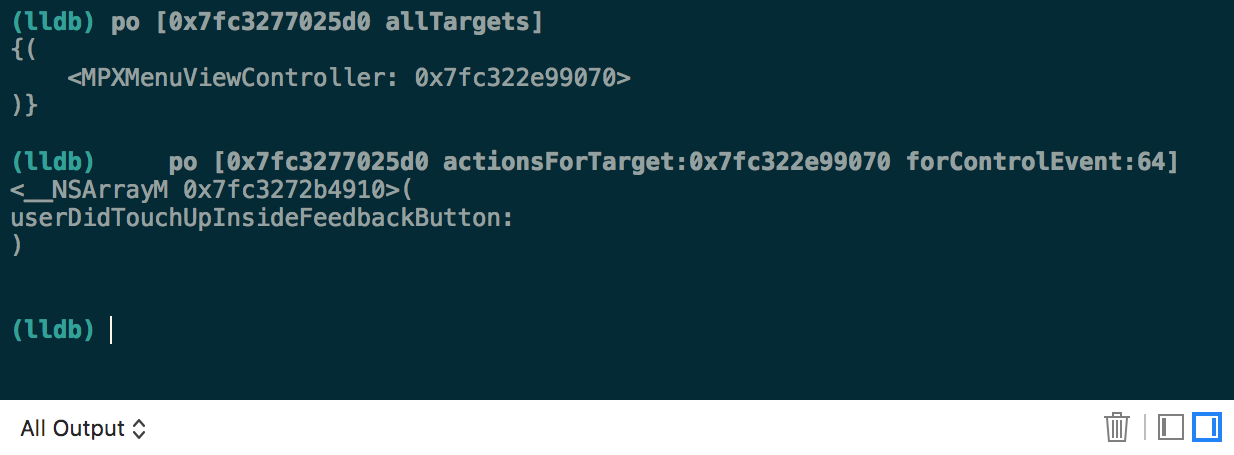 (lldb) po [0x7fc3277025d0 allTargets]
{(
    <MPXMenuViewController: 0x7fc322e99070>
)}
(lldb)     po [0x7fc3277025d0 actionsForTarget:0x7fc322e99070 forControlEvent:64]
<__NSArrayM 0x7fc3272b4910>(
userDidTouchUpInsideFeedbackButton:
)
(lldb)
All Output